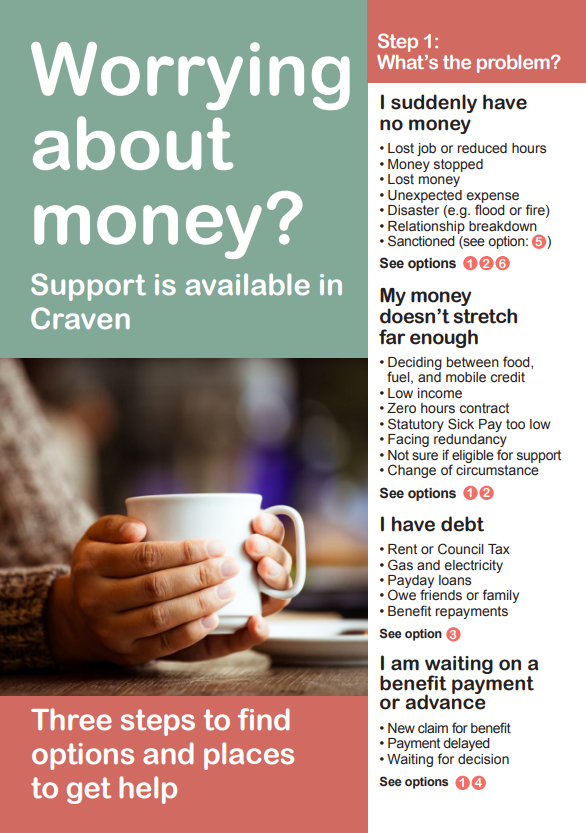 Worrying
about
money?
Support is available in
Craven
Three steps to find
options and places
to get help
Step 1:
What's the problem?
I suddenly have
no money
• Lost job or reduced hours
• Money stopped
• Lost money
• Unexpected expense
• Disaster (e.g. flood or fire)
• Relationship breakdown
• Sanctioned (see option: 5)
See options 1 2 6
My money
doesn't stretch
far enough
• Deciding between food,
fuel, and mobile credit
• Low income
• Zero hours contract
• Statutory Sick Pay too low
• Facing redundancy
• Not sure if eligible for support
• Change of circumstance
See options 1 2
I have debt
• Rent or Council Tax
• Gas and electricity
• Payday loans
• Owe friends or family
• Benefit repayments
See option 3
I am waiting on a
benefit payment
or advance
• New claim for benefit
• Payment delayed
• Waiting for decision
See options 1 4